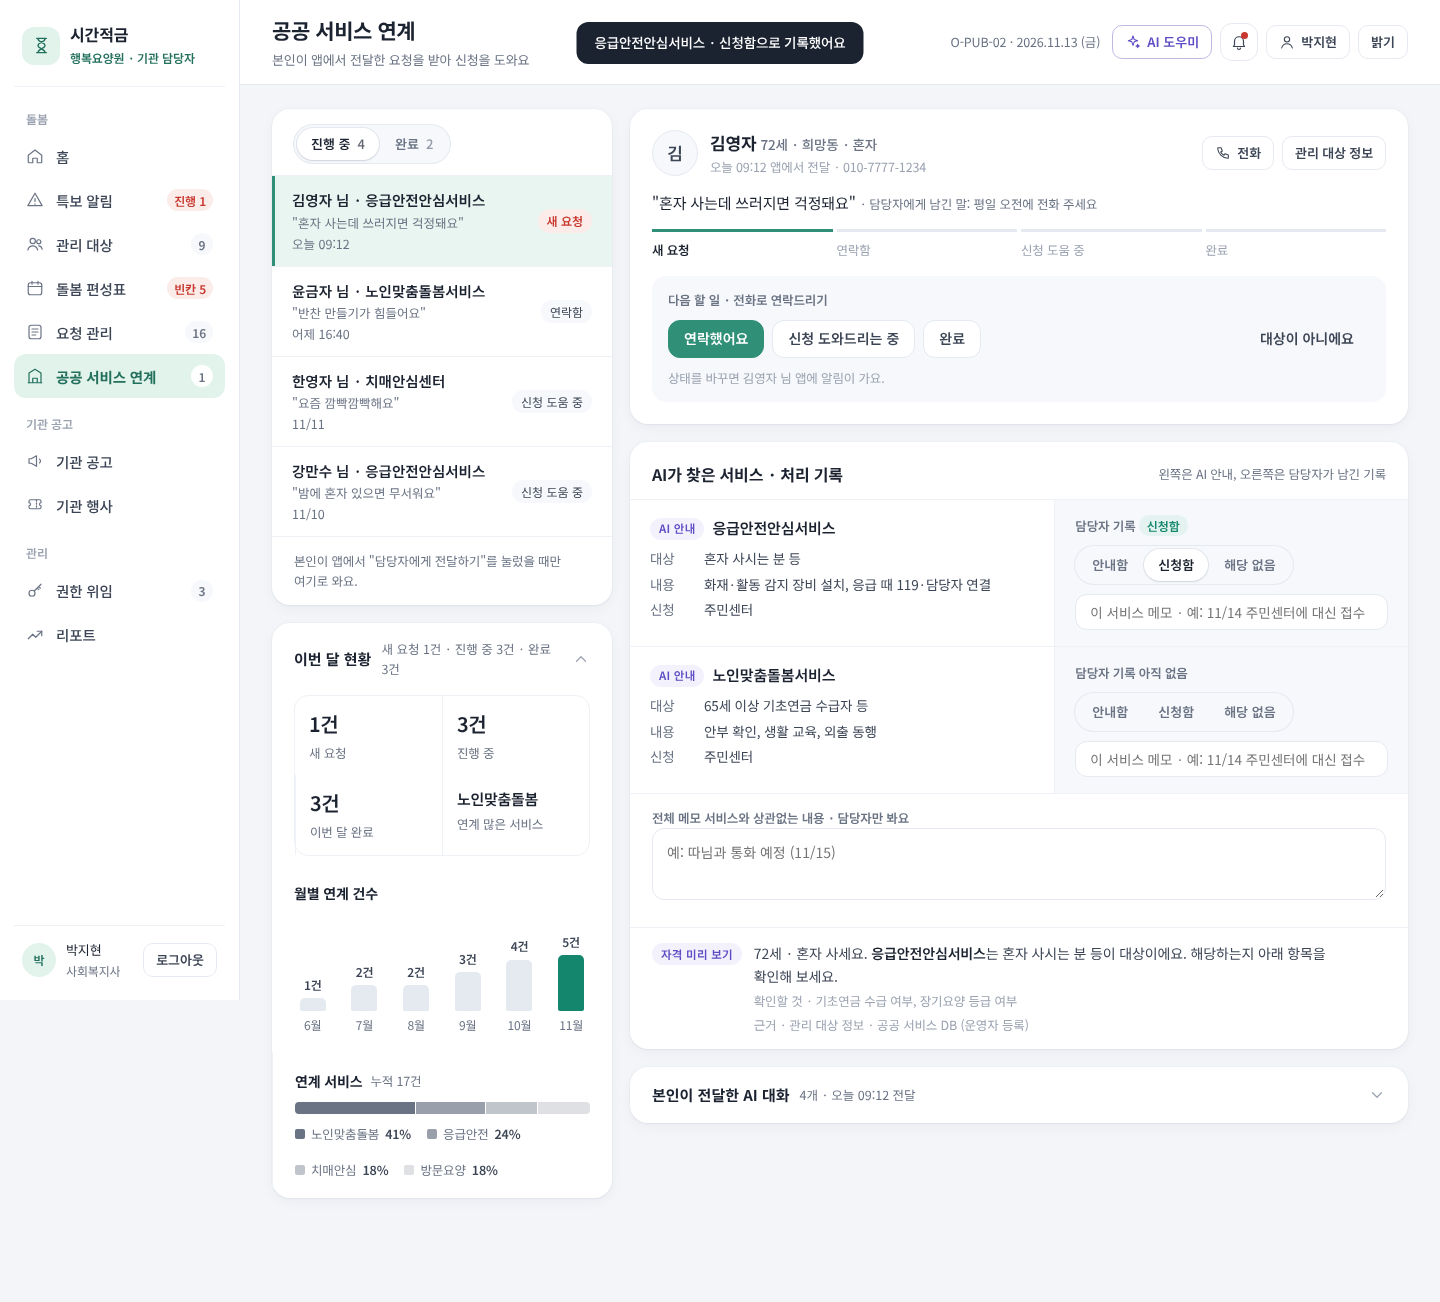 시간적금
행복요양원 · 기관 담당자
돌봄
홈
특보 알림
진행 1
관리 대상
9
돌봄 편성표
빈칸 5
요청 관리
16
공공 서비스 연계
1
기관 공고
기관 공고
기관 행사
관리
권한 위임
3
리포트
박
박지현
사회복지사
로그아웃
공공 서비스 연계
본인이 앱에서 전달한 요청을 받아 신청을 도와요
응급안전안심서비스 · 신청함으로 기록했어요
O-PUB-02 · 2026.11.13 (금)
AI 도우미
박지현
밝기
진행 중 4
완료 2
김영자 님 · 응급안전안심서비스
"혼자 사는데 쓰러지면 걱정돼요"
오늘 09:12
새 요청
윤금자 님 · 노인맞춤돌봄서비스
"반찬 만들기가 힘들어요"
어제 16:40
연락함
한영자 님 · 치매안심센터
"요즘 깜빡깜빡해요"
11/11
신청 도움 중
강만수 님 · 응급안전안심서비스
"밤에 혼자 있으면 무서워요"
11/10
신청 도움 중
본인이 앱에서 "담당자에게 전달하기"를 눌렀을 때만
여기로 와요.
이번 달 현황
새 요청 1건 · 진행 중 3건 · 완료
3건
1건
새 요청
3건
진행 중
3건
이번 달 완료
노인맞춤돌봄
연계 많은 서비스
월별 연계 건수
1건
2건
2건
3건
4건
5건
6월
7월
8월
9월
10월
11월
연계 서비스 누적 17건
노인맞춤돌봄 41%
응급안전 24%
치매안심 18%
방문요양 18%
김
김영자 72세 · 희망동 · 혼자
오늘 09:12 앱에서 전달 · 010-7777-1234
전화
관리 대상 정보
"혼자 사는데 쓰러지면 걱정돼요" · 담당자에게 남긴 말: 평일 오전에 전화 주세요
새 요청
연락함
신청 도움 중
완료
다음 할 일 · 전화로 연락드리기
연락했어요
신청 도와드리는 중
완료
대상이 아니에요
상태를 바꾸면 김영자 님 앱에 알림이 가요.
AI가 찾은 서비스 · 처리 기록
왼쪽은 AI 안내, 오른쪽은 담당자가 남긴 기록
AI 안내
응급안전안심서비스
대상 혼자 사시는 분 등
내용 화재·활동 감지 장비 설치, 응급 때 119·담당자 연결
신청 주민센터
담당자 기록 신청함
안내함
신청함
해당 없음
이 서비스 메모 · 예: 11/14 주민센터에 대신 접수
AI 안내
노인맞춤돌봄서비스
대상 65세 이상 기초연금 수급자 등
내용 안부 확인, 생활 교육, 외출 동행
신청 주민센터
담당자 기록 아직 없음
안내함
신청함
해당 없음
이 서비스 메모 · 예: 11/14 주민센터에 대신 접수
전체 메모 서비스와 상관없는 내용 · 담당자만 봐요
예: 따님과 통화 예정 (11/15)
자격 미리 보기
72세 · 혼자 사세요. 응급안전안심서비스는 혼자 사시는 분 등이 대상이에요. 해당하는지 아래 항목을
확인해 보세요.
확인할 것 · 기초연금 수급 여부, 장기요양 등급 여부
근거 · 관리 대상 정보 · 공공 서비스 DB (운영자 등록)
본인이 전달한 AI 대화
4개 · 오늘 09:12 전달